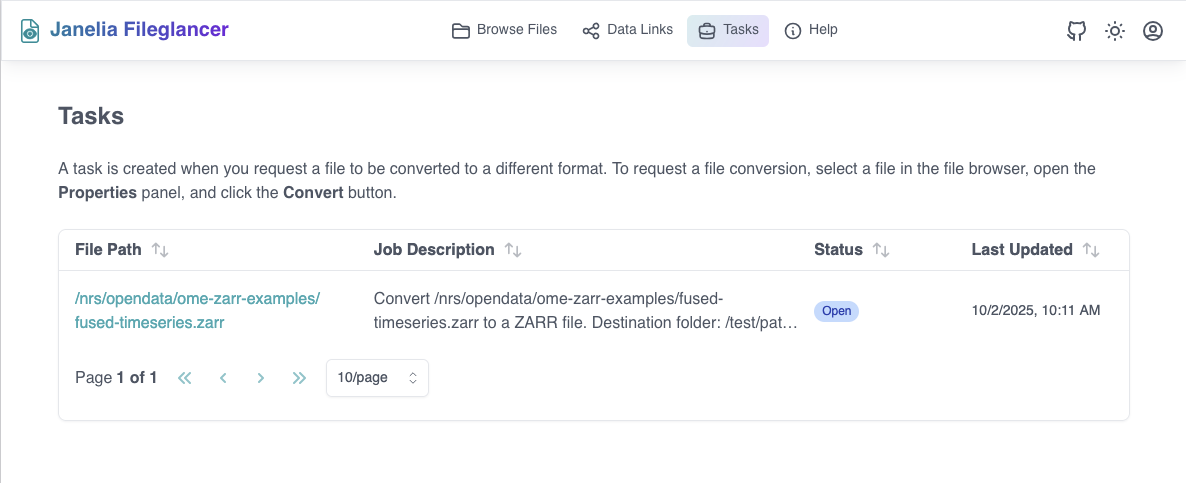 Janelia Fileglancer
Browse Files
Data Links
Tasks
Help
Tasks
A task is created when you request a file to be converted to a different format. To request a file conversion, select a file in the file browser, open the
Properties panel, and click the Convert button.
File Path
Job Description
Status
Last Updated
/nrs/opendata/ome-zarr-examples/
fused-timeseries.zarr
Convert /nrs/opendata/ome-zarr-examples/fused-
timeseries.zarr to a ZARR file. Destination folder: /test/pat…
Open
10/2/2025, 10:11 AM
Page 1 of 1
10/page